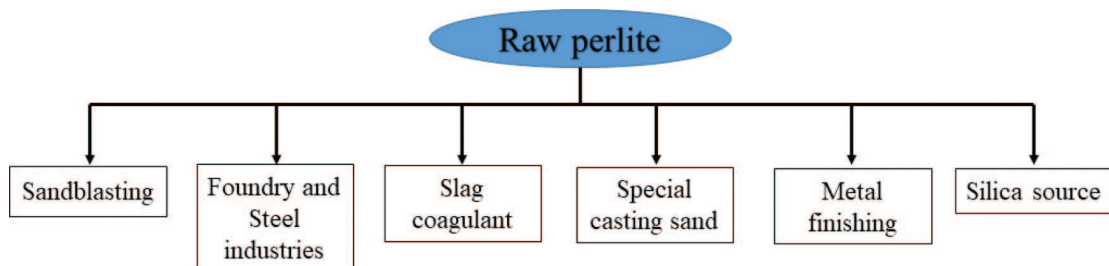 Raw perlite
Sandblasting
Foundry and
Steel
industries
Slag
coagulant
Special
casting sand
Metal
finishing
Silica source